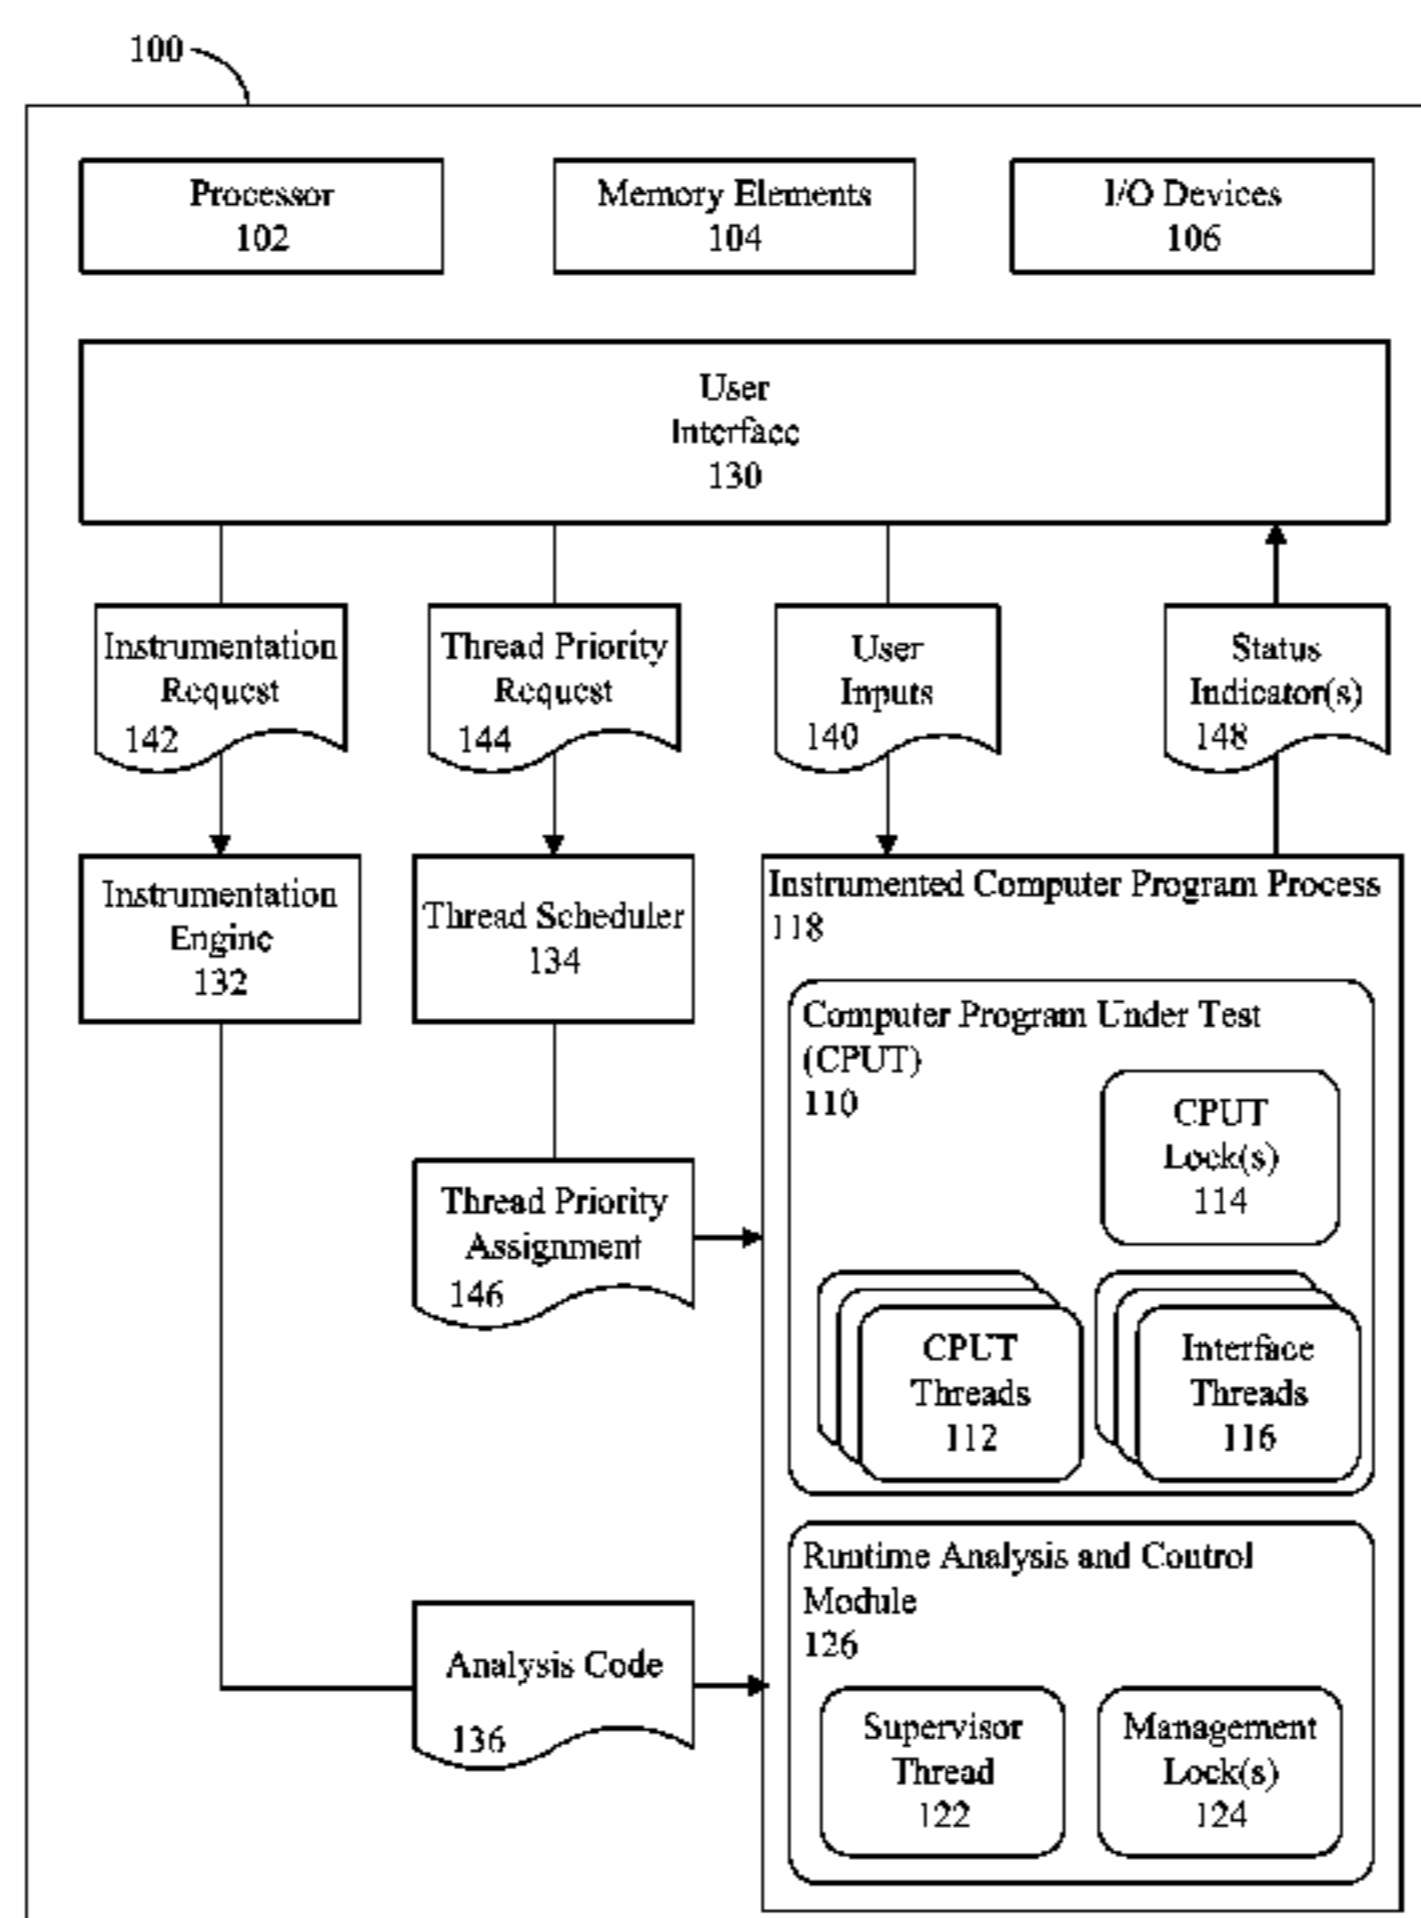 100
Processor
102
Memory Elements
104
I/O Devices
106
User
Interface
130
Instrumentation
Request
142
Thread Priority
Request
144
User
Inputs
140
Status
Indicator(s)
148
Instrumentation
Engine
132
Thread Scheduler
134
Instrumented Computer Program Process
118
Computer Program Under Test
(CPUT)
110
CPUT
Lock(s)
114
Thread Priority
Assignment
146
CPUT
Threads
112
Interface
Threads
116
Runtime Analysis and Control
Module
126
Analysis Code
136
Supervisor
Thread
122
Management
Lock(s)
124